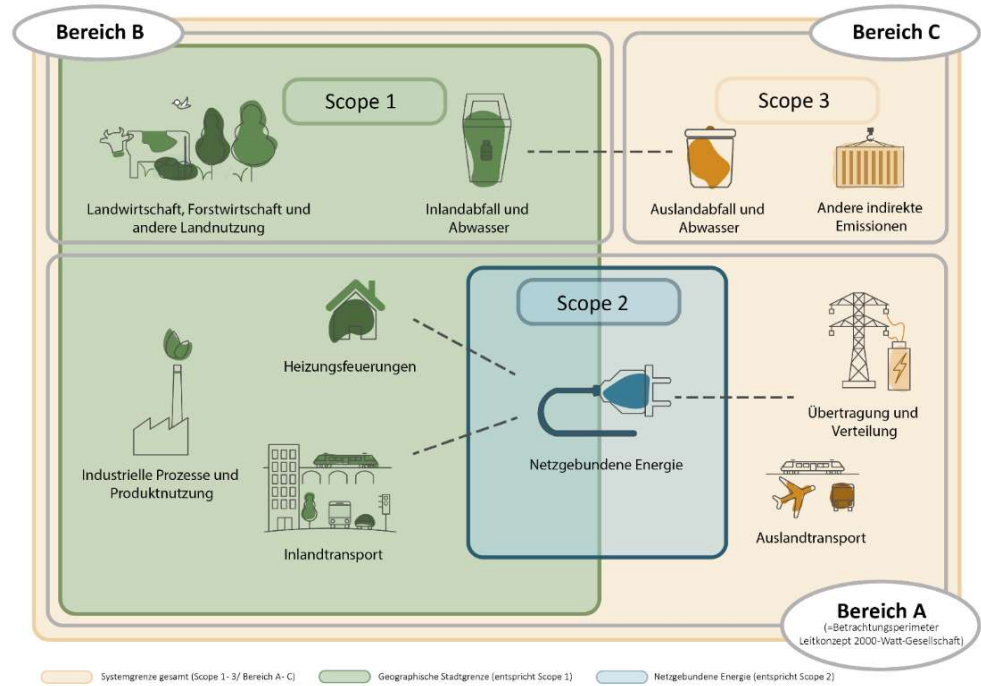 Bereich B
Bereich C
Scope 1
Scope 3
Landwirtschaft, Forstwirtschaft und
andere Landnutzung
Inlandabfall und
Abwasser
Auslandabfall und
Abwasser
Andere indirekte
Emissionen
Scope 2
Heizungsfeuerungen
Industrielle Prozesse und
Produktnutzung
Inlandtransport
Netzgebundene Energie
Übertragung und
Verteilung
Auslandtransport
Bereich A
(=Betrachtungsperimeter
Leitkonzept 2000-Watt-Gesellschaft)
Systemgrenze gesamt (Scope 1- 3/ Bereich A- C)
Geographische Stadtgrenze (entspricht Scope 1)
Netzgebundene Energie (entspricht Scope 2)